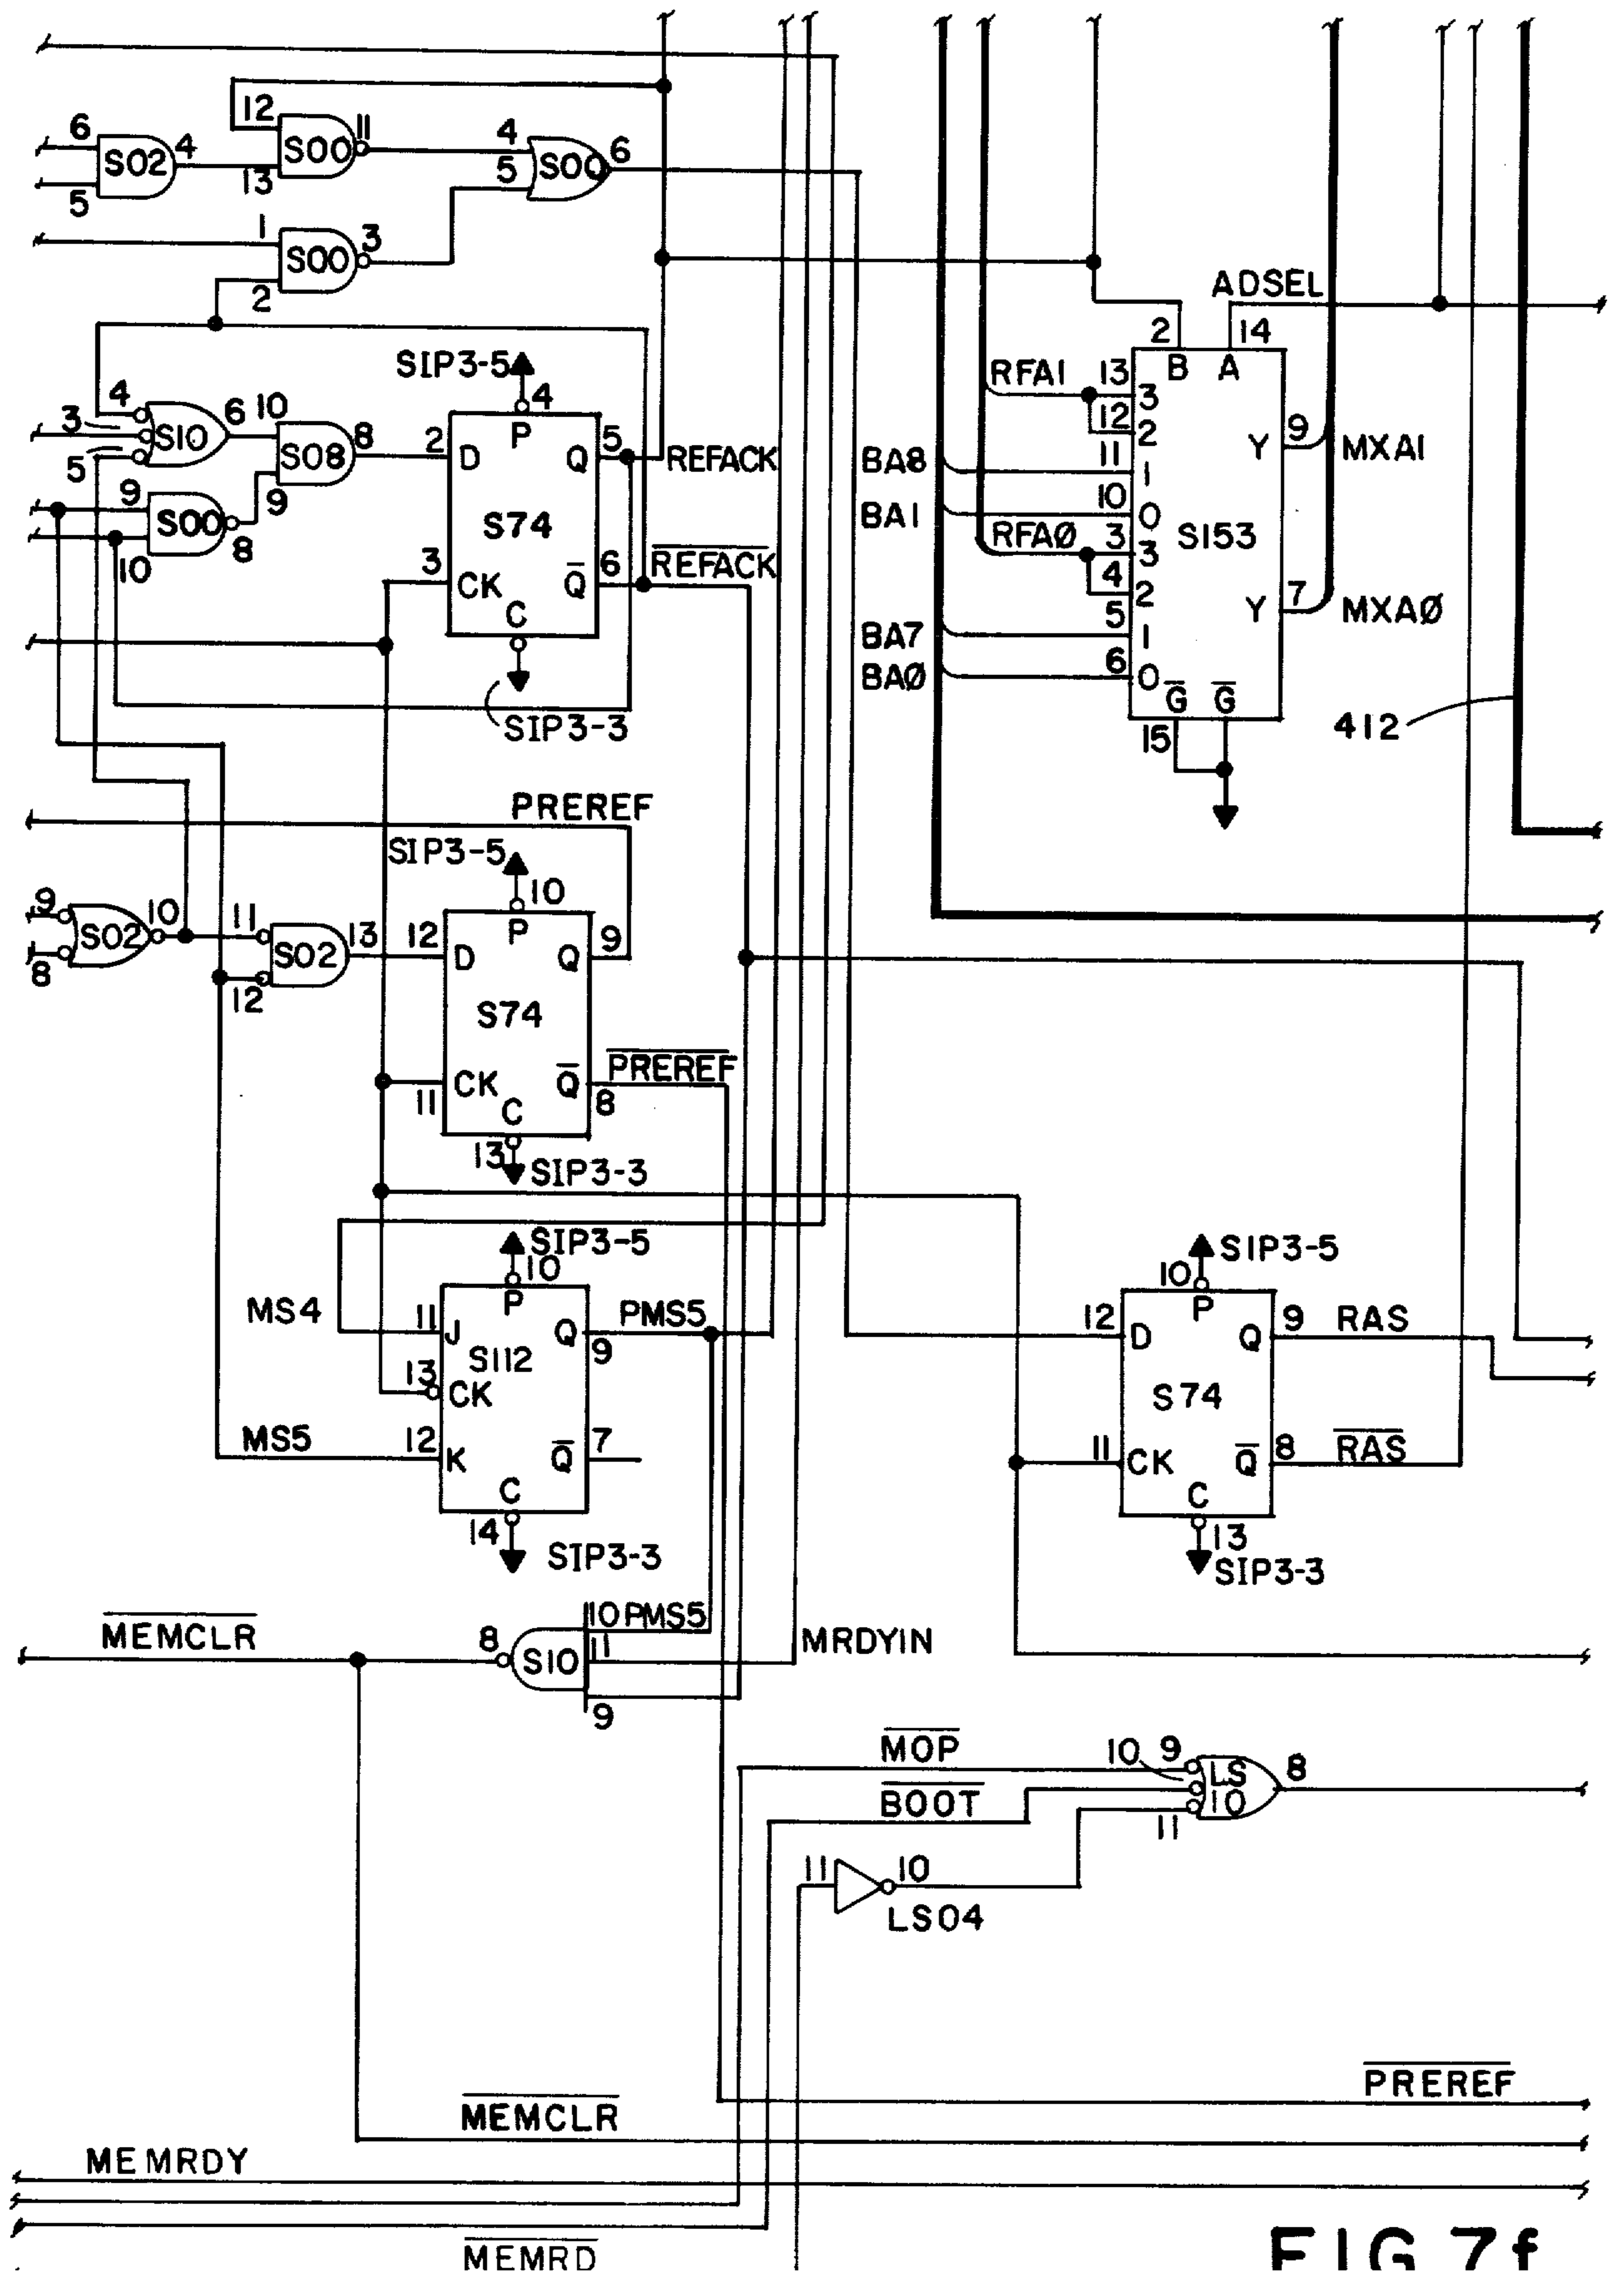 12
11
6
S02
4
S00
4
S00
6
5
13
5
1
S00
3
2
ADSEL
2
14
B
A
SIP3-5
4
RFA1
13
3
4
3
S10
6
10
S08
8
2
D
P
Q
5
REFACK
12
2
Y
9
MXA1
5
9
BA8
11
1
9
S00
8
10
S74
BA1
10
0
RFAØ
3
3
S153
3
CK
Q
6
REFACK
4
2
Y
7
MXAØ
C
5
BA7
1
BAØ
6
0
G
G
SIP3-3
15
412
PREREF
SIP3-5
10
9
S02
10
11
S02
13
12
D
P
Q
9
8
12
S74
11
CK
Q
8
PREREF
C
13
SIP3-3
SIP3-5
10
SIP3-5
10
MS4
11
J
P
Q
9
PMS5
12
D
P
Q
9
RAS
S112
13
CK
S74
MS5
12
K
Q
7
11
CK
Q
8
RAS
C
14
SIP3-3
C
13
SIP3-3
MEMCLR
8
S10
10
PMS5
11
MRDYIN
9
MOP
10
9
LS
10
8
BOOT
11
11
10
LS04
PREREF
MEMCLR
MEMRDY
MEMRD
FIG 7f